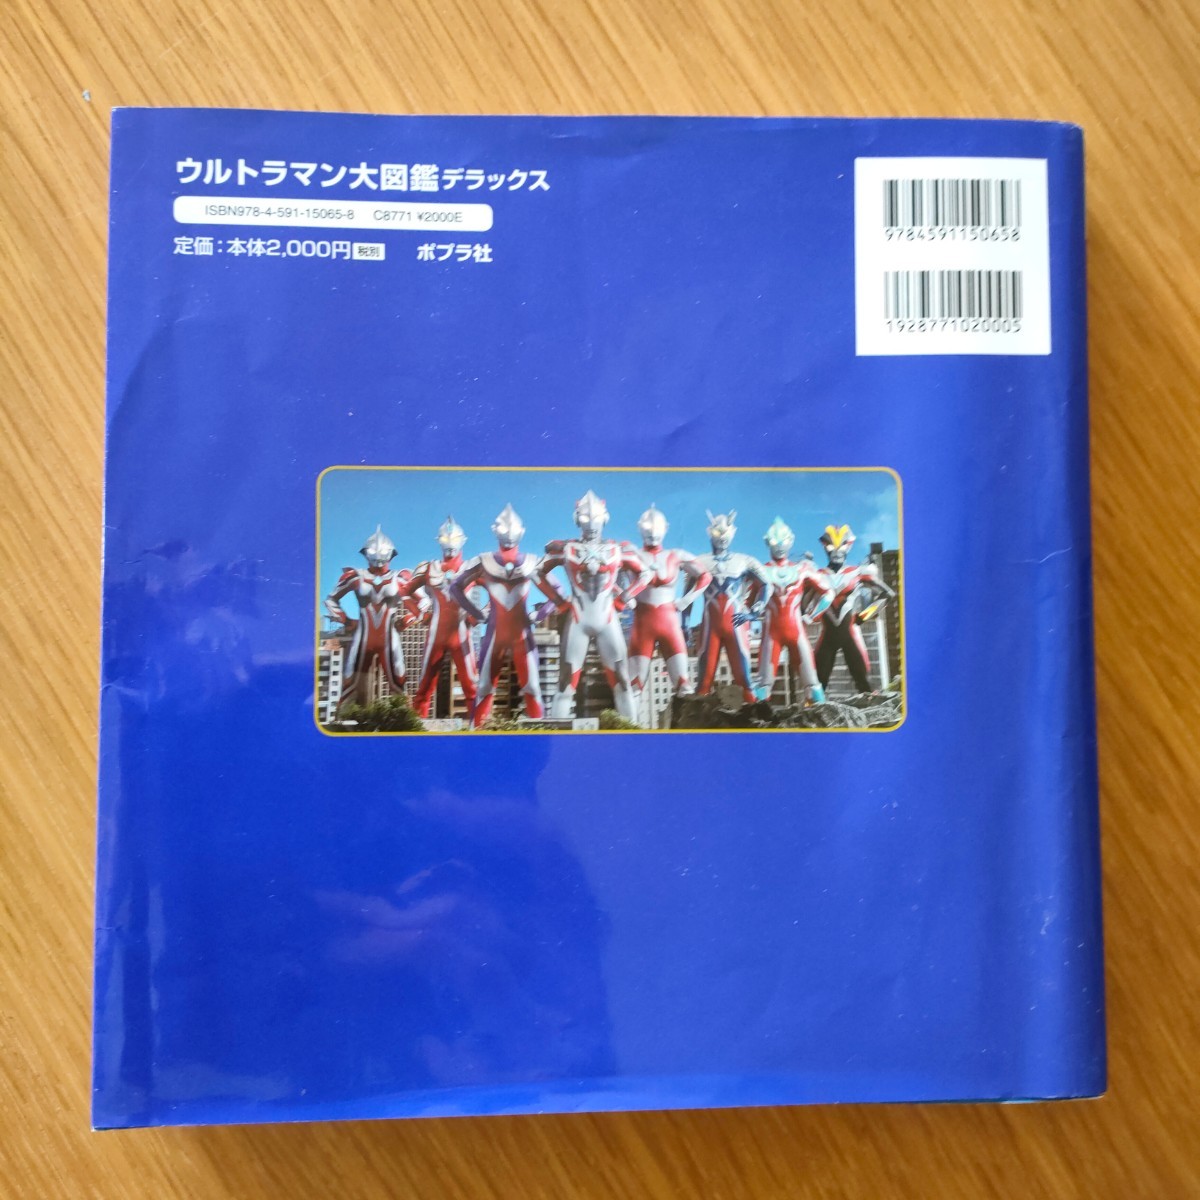 ウルトラマン大図鑑デラックス
ISBN978-4-591-15065-8 C8771 ¥2000E
定価：本体2,000円 税別 ポプラ社
9784591150658
1928771020005